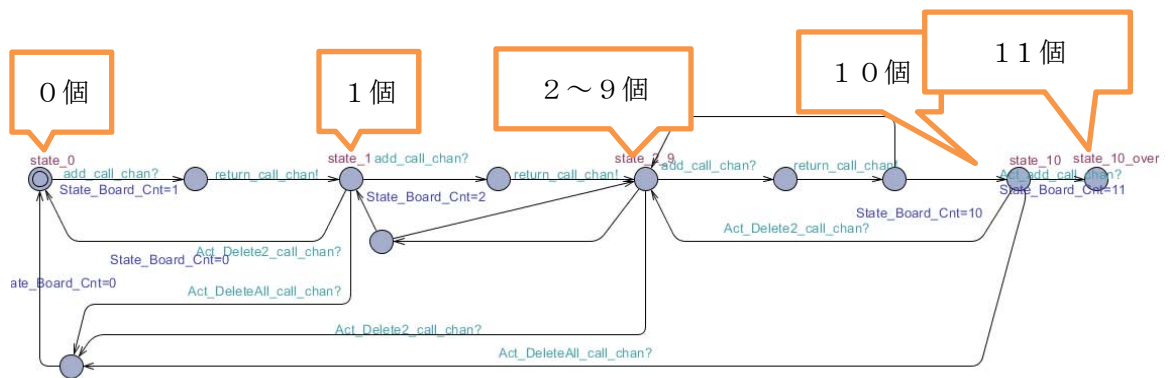 ０個
１個
２～９個
１０個
１１個
state_0
add_call_chan?
State_Board_Cnt=1
return_call_chan!
state_1
add_call_chan?
State_Board_Cnt=2
return_call_chan!
state_2_9
add_call_chan?
return_call_chan!
State_Board_Cnt=10
state_10
state_10_over
Act_add_call_chan?
State_Board_Cnt=11
Act_Delete2_call_chan?
State_Board_Cnt=0
Act_Delete2_call_chan?
ate_Board_Cnt=0
Act_DeleteAll_call_chan?
Act_Delete2_call_chan?
Act_DeleteAll_call_chan?